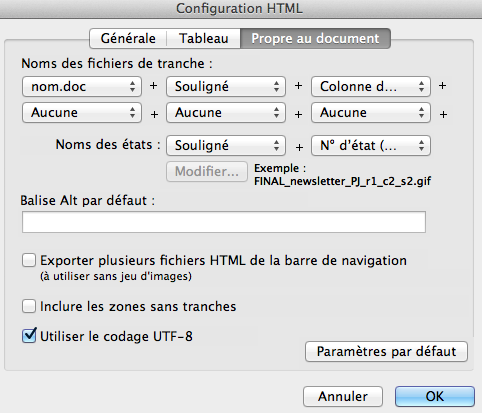 Configuration HTML
Générale Tableau Propre au document
Noms des fichiers de tranche :
nom.doc + Souligné + Colonne d... +
Aucune + Aucune + Aucune +
Noms des états : Souligné + N° d'état (...
Modifier... Exemple :
FINAL_newsletter_PJ_r1_c2_s2.gif
Balise Alt par défaut :
Exporter plusieurs fichiers HTML de la barre de navigation
(à utiliser sans jeu d'images)
Inclure les zones sans tranches
Utiliser le codage UTF-8
Paramètres par défaut
Annuler OK